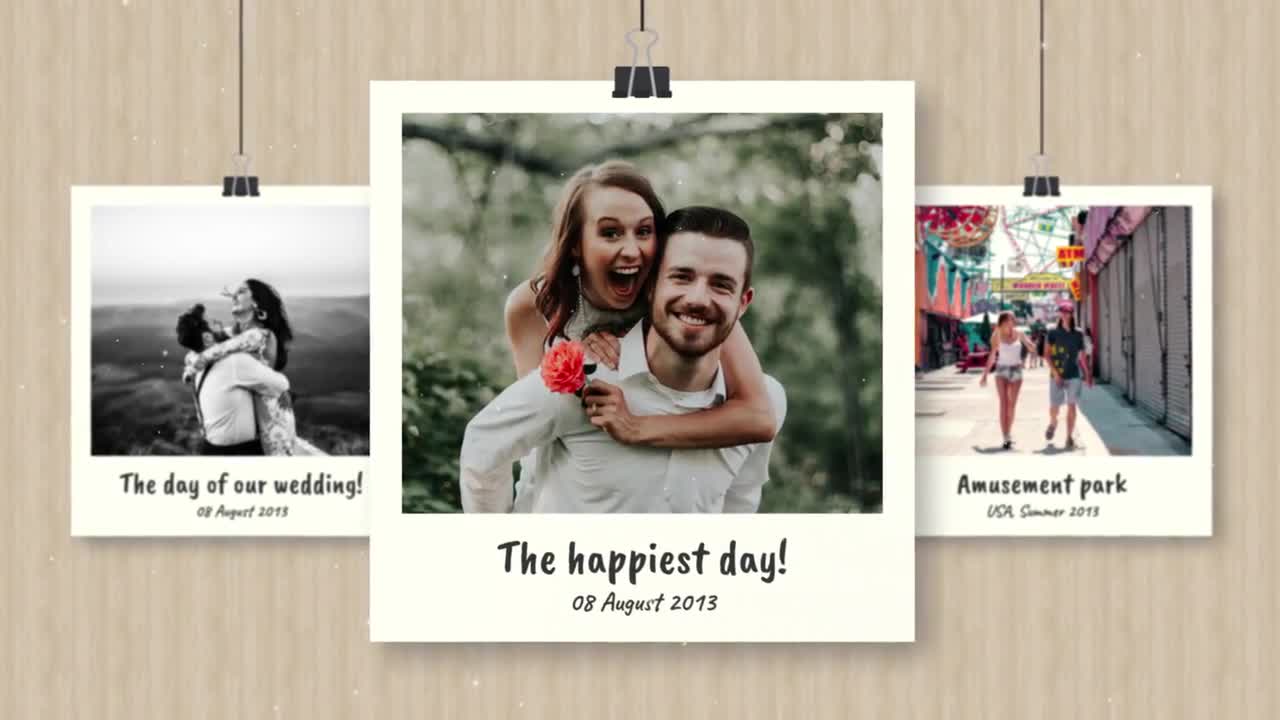 The day of our wedding!
08 August 2013
The happiest day!
08 August 2013
ATM
Amusement park
USA, Summer 2013